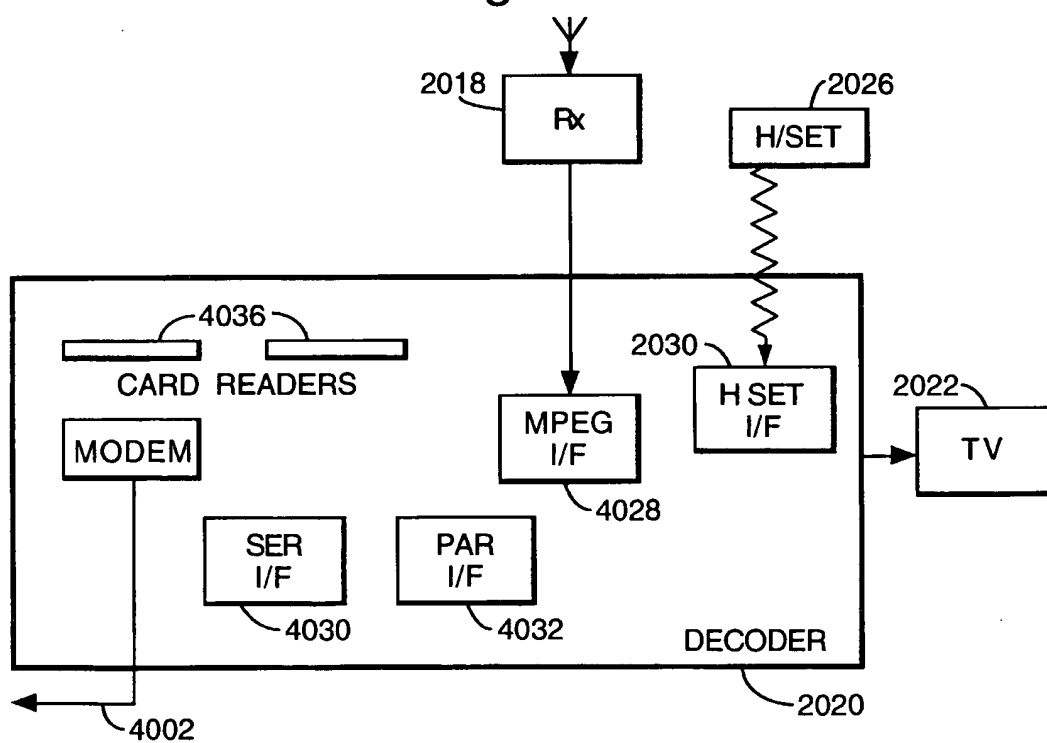 2018
Rx
2026
H/SET
4036
CARD READERS
2030
H SET
I/F
2022
TV
MPEG
I/F
4028
MODEM
SER
I/F
4030
PAR
I/F
4032
DECODER
2020
4002